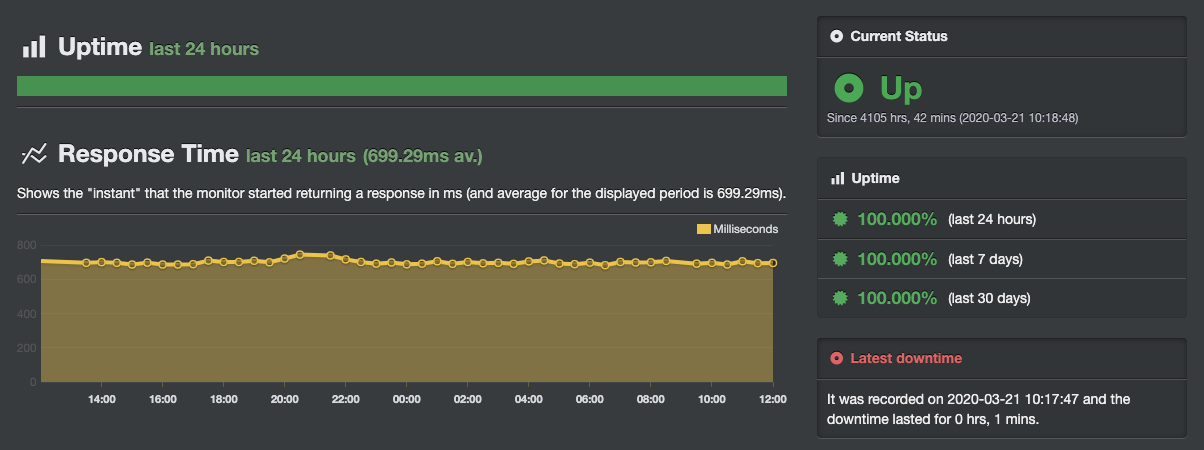 Uptime last 24 hours
Response Time last 24 hours (699.29ms av.)
Shows the "instant" that the monitor started returning a response in ms (and average for the displayed period is 699.29ms).
Milliseconds
800
600
400
200
0
14:00 16:00 18:00 20:00 22:00 00:00 02:00 04:00 06:00 08:00 10:00 12:00
Current Status
Up
Since 4105 hrs, 42 mins (2020-03-21 10:18:48)
Uptime
100.000% (last 24 hours)
100.000% (last 7 days)
100.000% (last 30 days)
Latest downtime
It was recorded on 2020-03-21 10:17:47 and the
downtime lasted for 0 hrs, 1 mins.